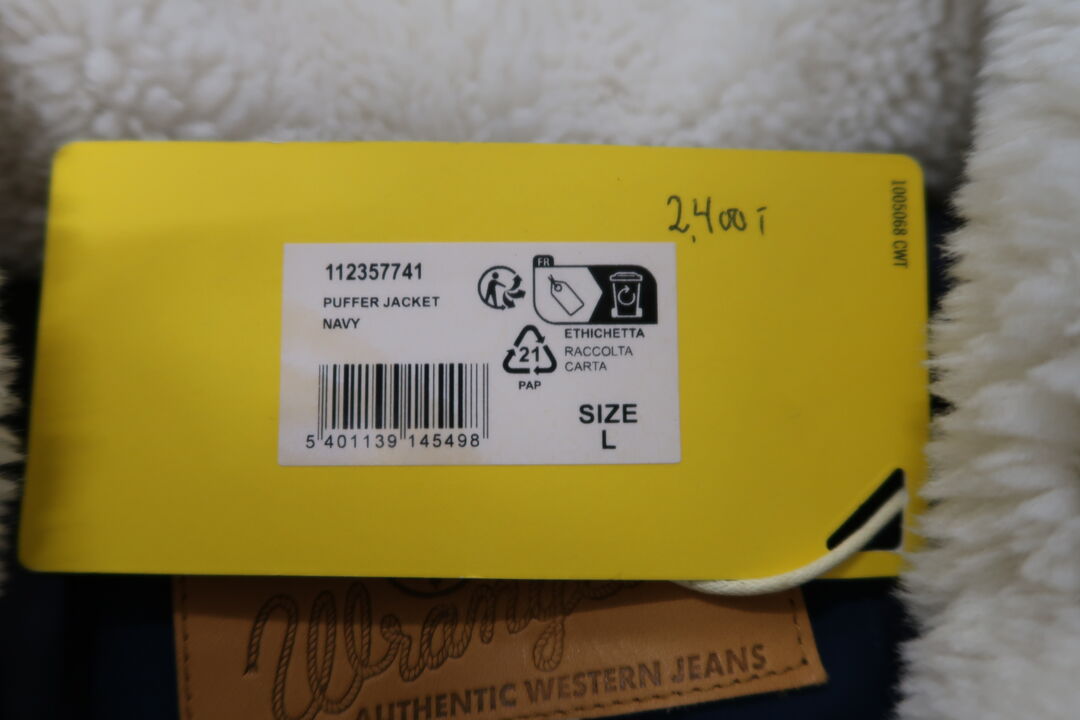 2,400
1005068 CWT
112357741
PUFFER JACKET
NAVY
FR
21
PAP
ETHICHETTA
RACCOLTA
CARTA
SIZE
L
5 401139 145498
AUTHENTIC WESTERN JEANS